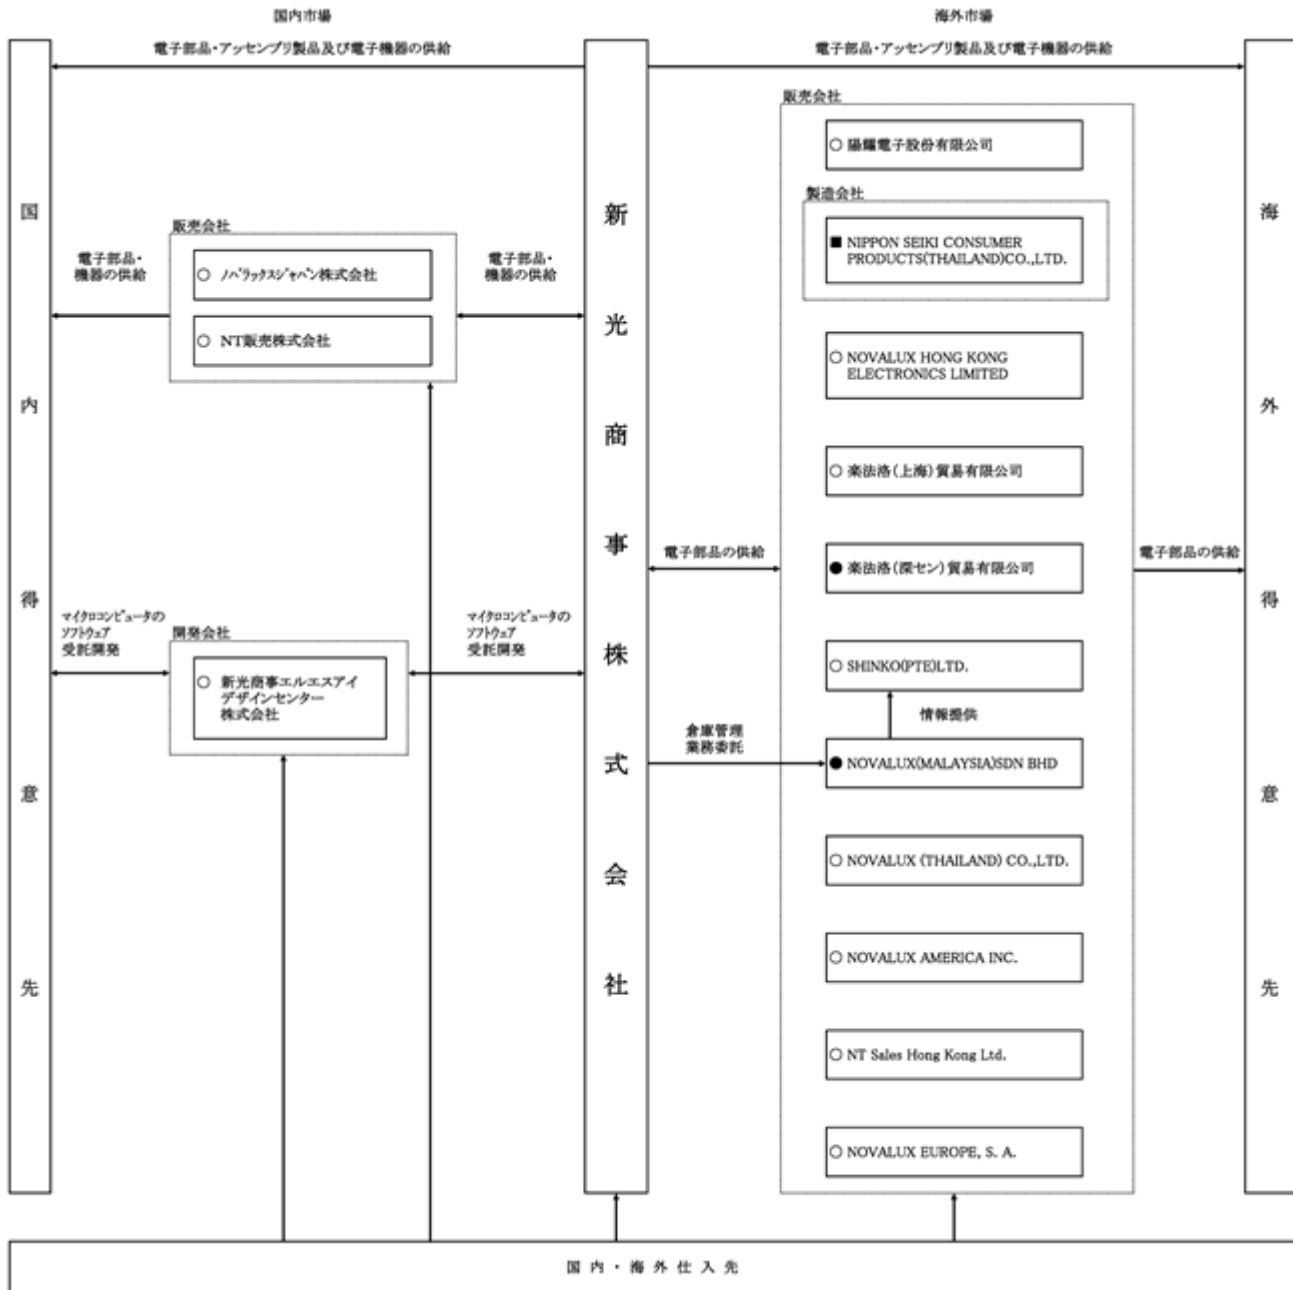 国内市場
海外市場
電子部品・アッセンブリ製品及び電子機器の供給
電子部品・アッセンブリ製品及び電子機器の供給
国内得意先
販売会社
電子部品・
機器の供給
○ ノバラックスジャパン株式会社
○ NT販売株式会社
電子部品・
機器の供給
マイクロコンピュータの
ソフトウェア
受託開発
開発会社
○ 新光商事エルエスアイ
デザインセンター
株式会社
マイクロコンピュータの
ソフトウェア
受託開発
新光商事株式会社
電子部品の供給
倉庫管理
業務委託
販売会社
○ 陽耀電子股份有限公司
製造会社
■ NIPPON SEIKI CONSUMER
PRODUCTS(THAILAND)CO.,LTD.
○ NOVALUX HONG KONG
ELECTRONICS LIMITED
○ 楽法洛(上海)貿易有限公司
●楽法洛(深セン)貿易有限公司
○ SHINKO(PTE)LTD.
情報提供
● NOVALUX(MALAYSIA)SDN BHD
○ NOVALUX (THAILAND) CO.,LTD.
○ NOVALUX AMERICA INC.
○ NT Sales Hong Kong Ltd.
○ NOVALUX EUROPE, S. A.
電子部品の供給
海外得意先
国内・海外仕入先